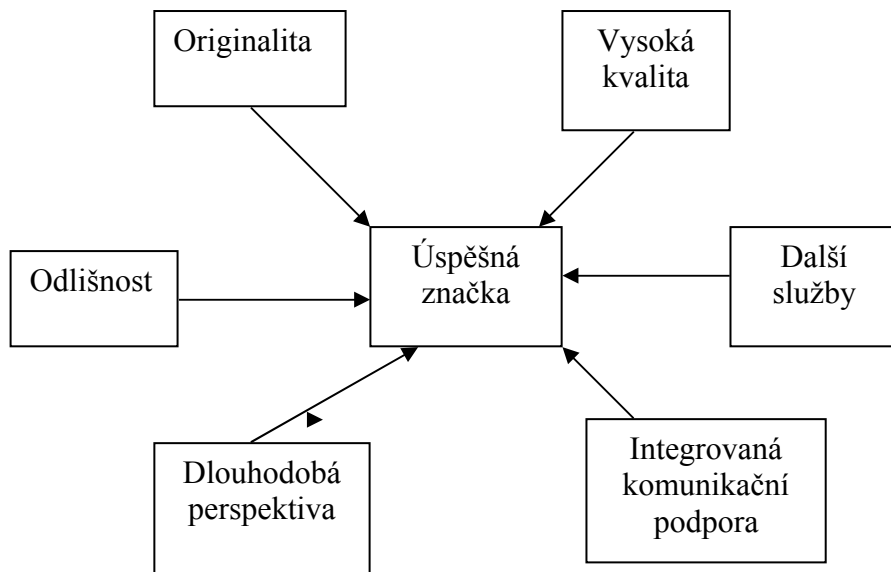 Originalita
Vysoká
kvalita
Úspěšná
značka
Odlišnost
Další
služby
Dlouhodobá
perspektiva
Integrovaná
komunikační
podpora